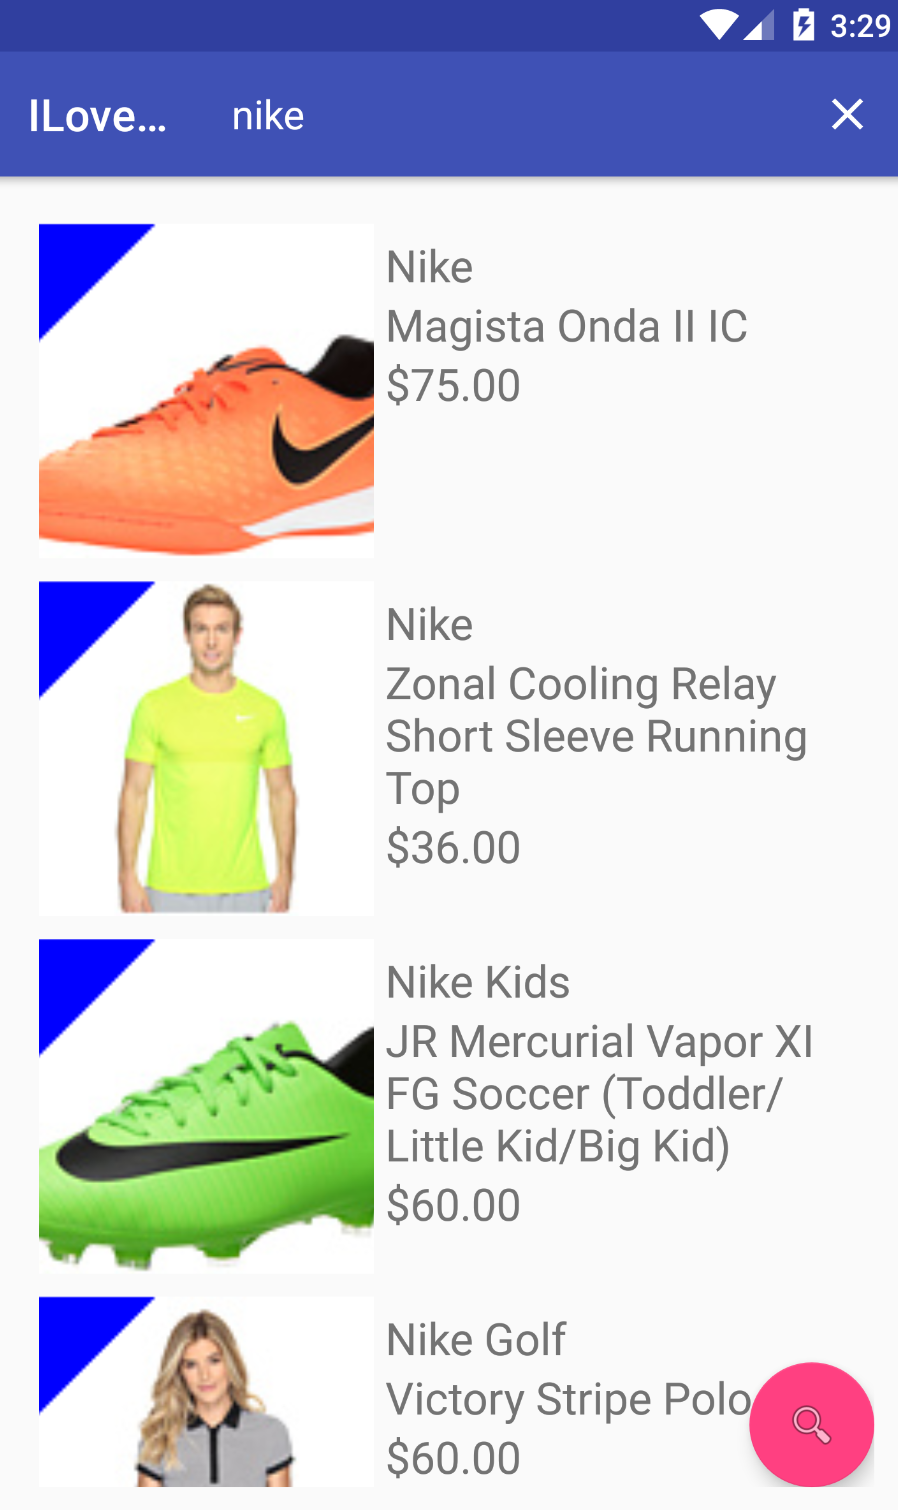 3:29
ILove...
nike
Nike
Magista Onda II IC
$75.00
Nike
Zonal Cooling Relay
Short Sleeve Running
Top
$36.00
Nike Kids
JR Mercurial Vapor XI
FG Soccer (Toddler/
Little Kid/Big Kid)
$60.00
Nike Golf
Victory Stripe Polo
$60.00